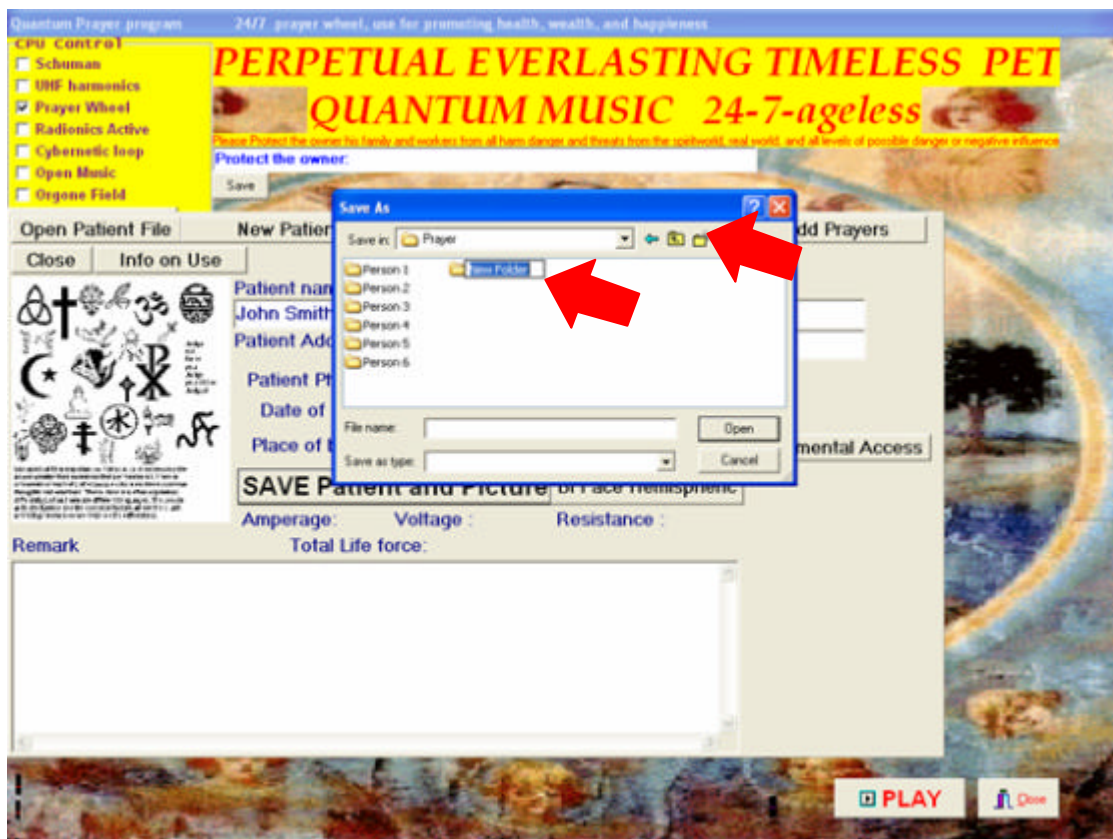 Quantum Prayer program 24/7 prayer wheel, use for promoting health, wealth, and happieness
CPU Control
Schuman
UHF harmonics
Prayer Wheel
Radionics Active
Cybernetic loop
Open Music
Orgone Field
PERPETUAL EVERLASTING TIMELESS PET
QUANTUM MUSIC 24-7-ageless
Please Protect the owner his family and workers from all harm danger and threats from the spiritworld, real world, and all levels of possible danger or negative influence
Protect the owner:
Save
Open Patient File New Patien dd Prayers
Close Info on Use
Save As
Save in: Prayer
Person 1 New Folder
Person 2
Person 3
Person 4
Person 5
Person 6
File name: Open
Save as type: Cancel
Patient nam
John Smith
Patient Add
Patient Ph
Date of
Place of b mental Access
SAVE Patient and Picture Bi Face Hemispheric
Amperage: Voltage : Resistance :
Remark Total Life force:
PLAY Close